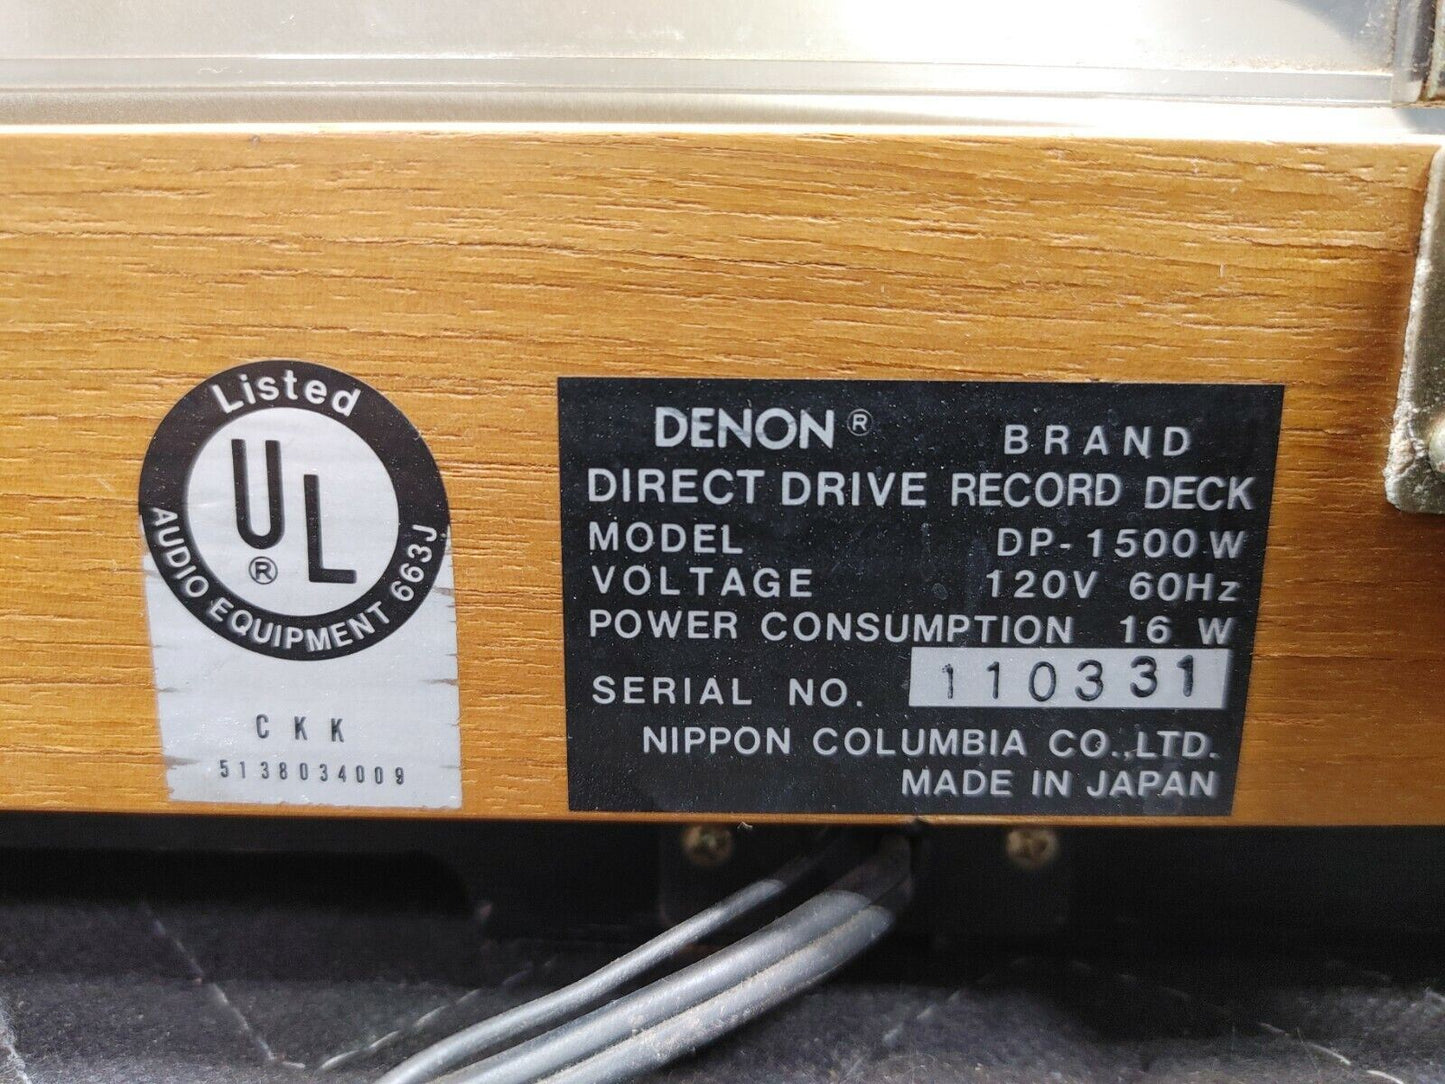 Listed
UL®
AUDIO EQUIPMENT 663J
CKK
5138034009
DENON® BRAND
DIRECT DRIVE RECORD DECK
MODEL DP-1500W
VOLTAGE 120V 60Hz
POWER CONSUMPTION 16 W
SERIAL NO. 110331
NIPPON COLUMBIA CO.,LTD.
MADE IN JAPAN